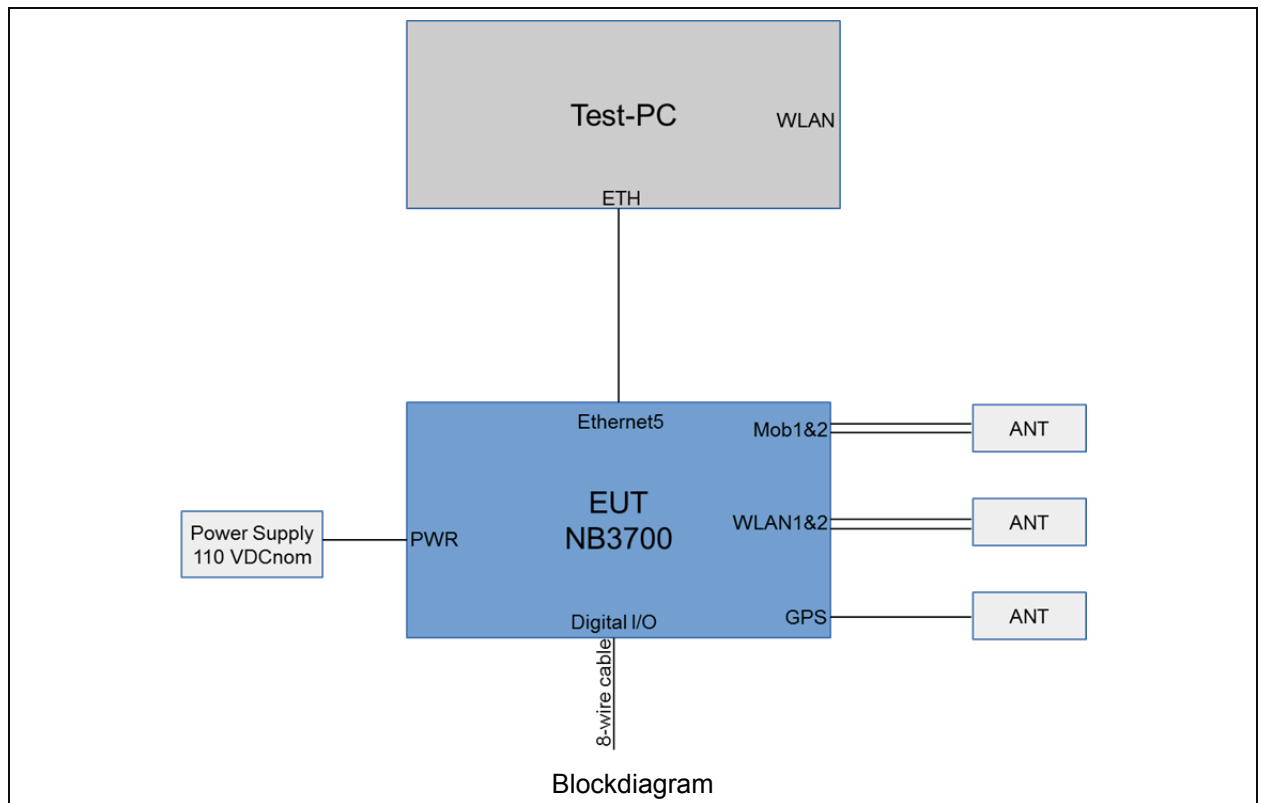 Test-PC
WLAN
ETH
Ethernet5
Mob1&2
ANT
EUT
NB3700
WLAN1&2
ANT
Power Supply
110 VDCnom
PWR
Digital I/O
GPS
ANT
8-wire cable
Blockdiagram